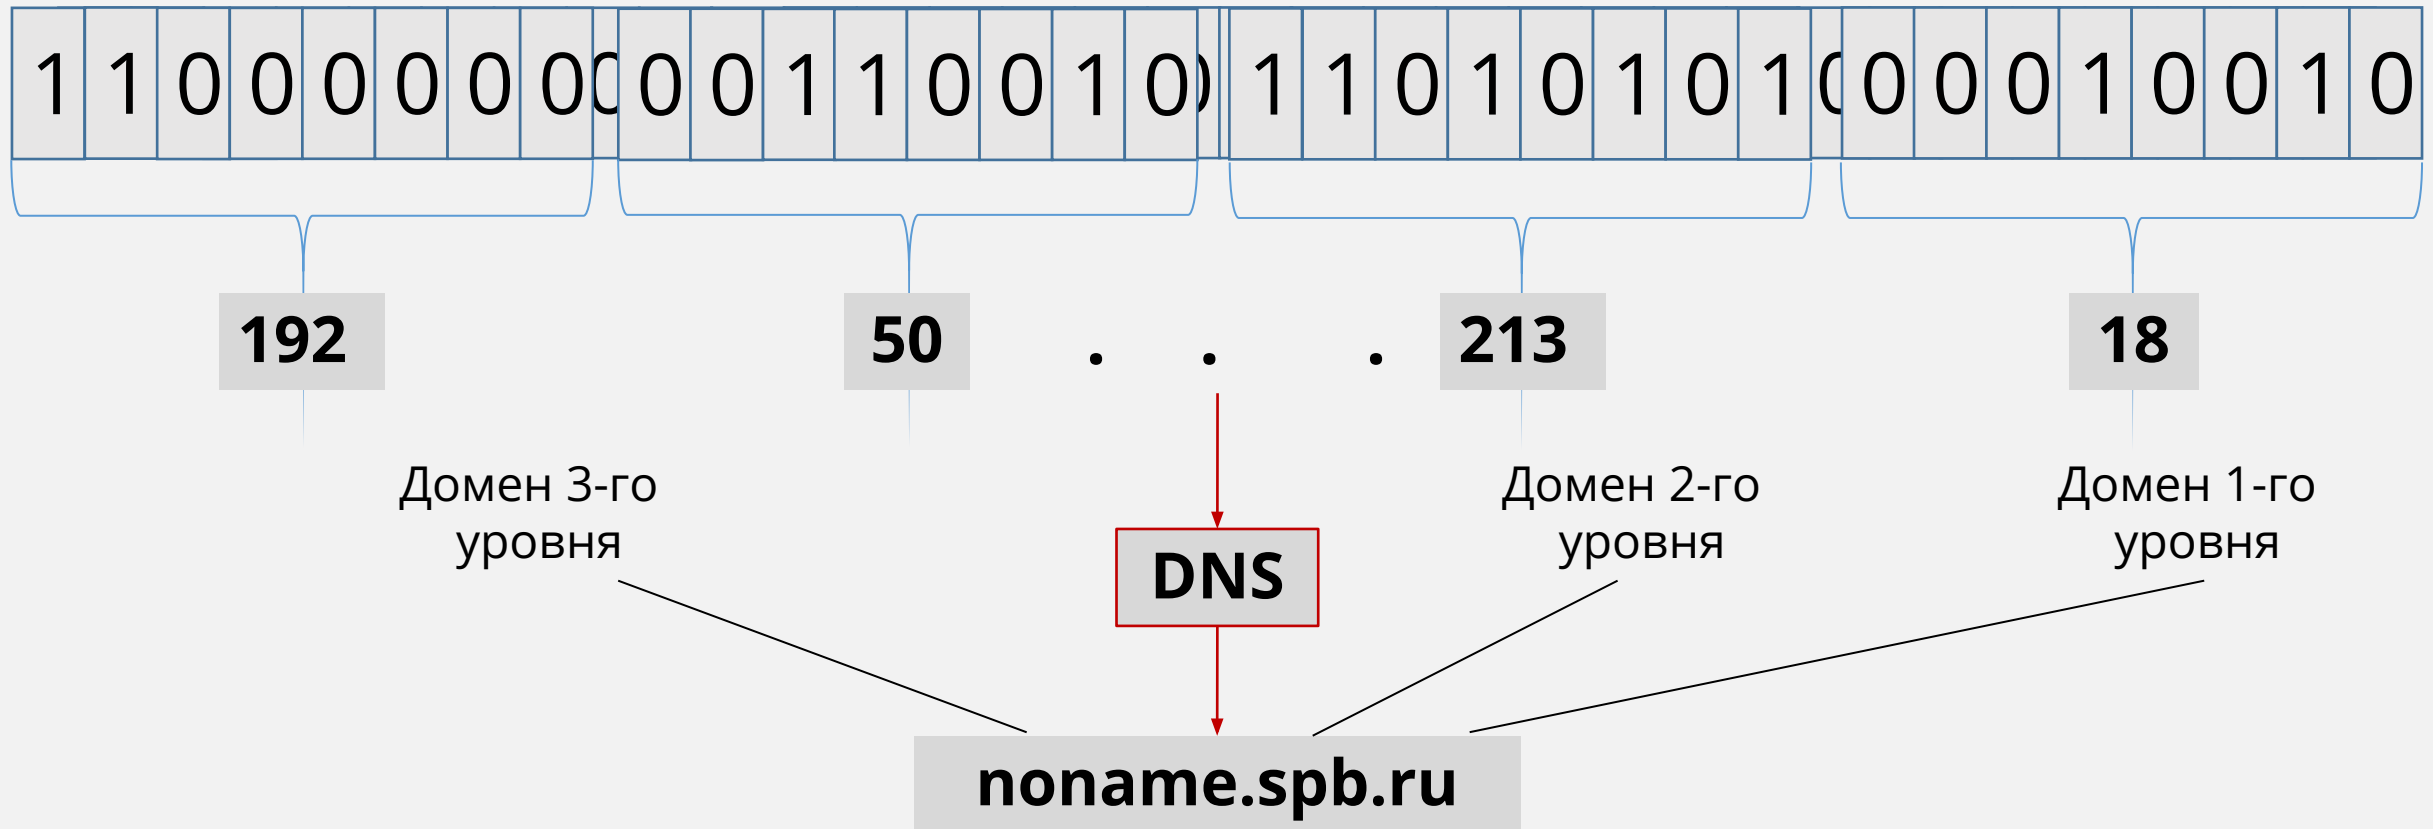 1 1 0 0 0 0 0 0 0 0 1 1 0 0 1 0 1 1 0 1 0 1 0 1 0 0 0 1 0 0 1 0
192 50 . . . 213 18
Домен 3-го
уровня
Домен 2-го
уровня
Домен 1-го
уровня
DNS
noname.spb.ru